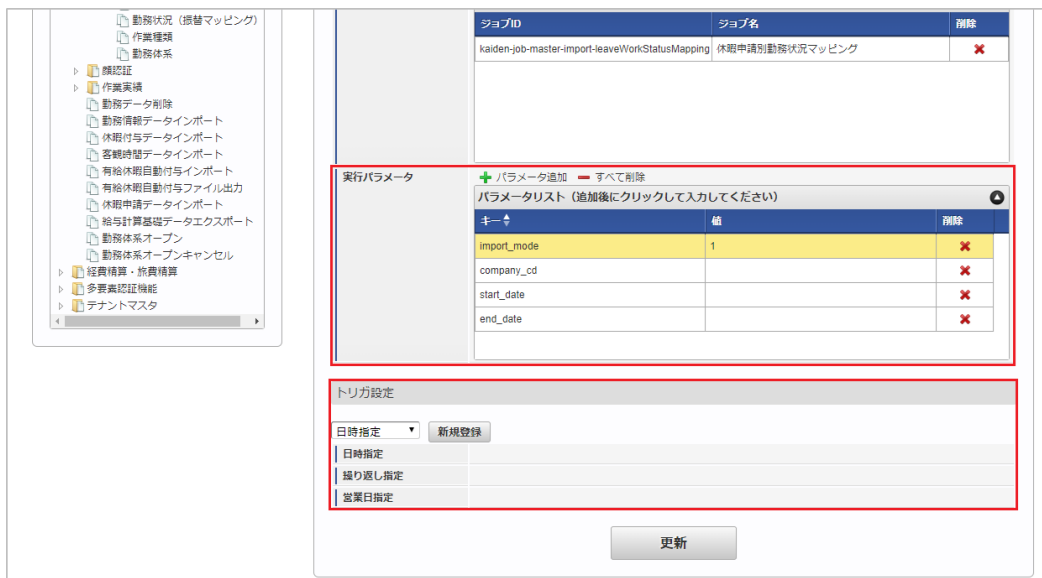 勤務状況（振替マッピング）
作業種類
勤務体系
顔認証
作業実績
勤務データ削除
勤務情報データインポート
休暇付与データインポート
客観時間データインポート
有給休暇自動付与インポート
有給休暇自動付与ファイル出力
休暇申請データインポート
給与計算基礎データエクスポート
勤務体系オープン
勤務体系オープンキャンセル
経費精算・旅費精算
多要素認証機能
テナントマスタ
ジョブID ジョブ名 削除
kaiden-job-master-import-leaveWorkStatusMapping 休暇申請別勤務状況マッピング
実行パラメータ パラメータ追加 すべて削除
パラメータリスト（追加後にクリックして入力してください）
キー 値 削除
import_mode 1
company_cd
start_date
end_date
トリガ設定
日時指定 新規登録
日時指定
繰り返し指定
営業日指定
更新